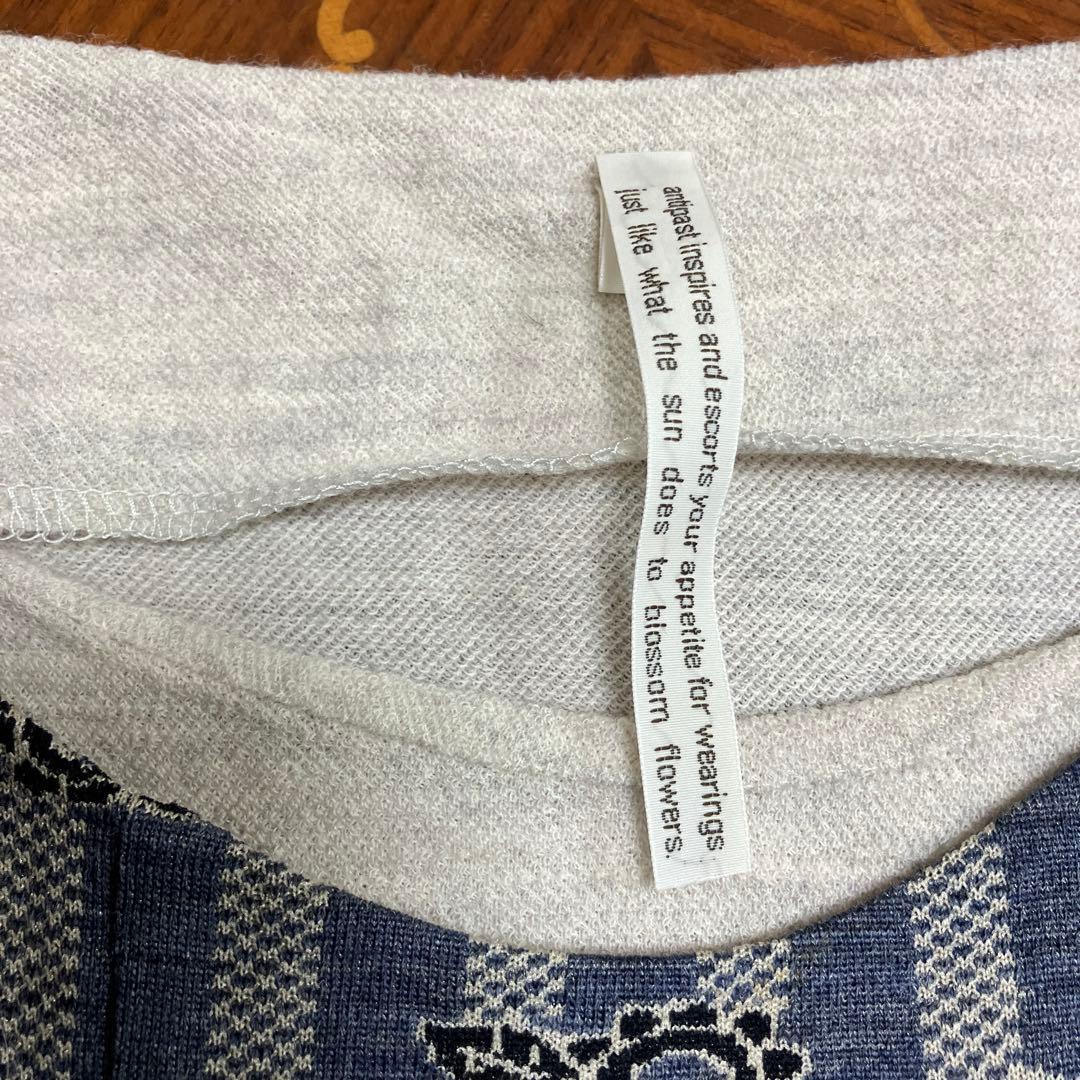 antipast inspires and escorts your appetite for wearings
just like what the sun does to blossom flowers.